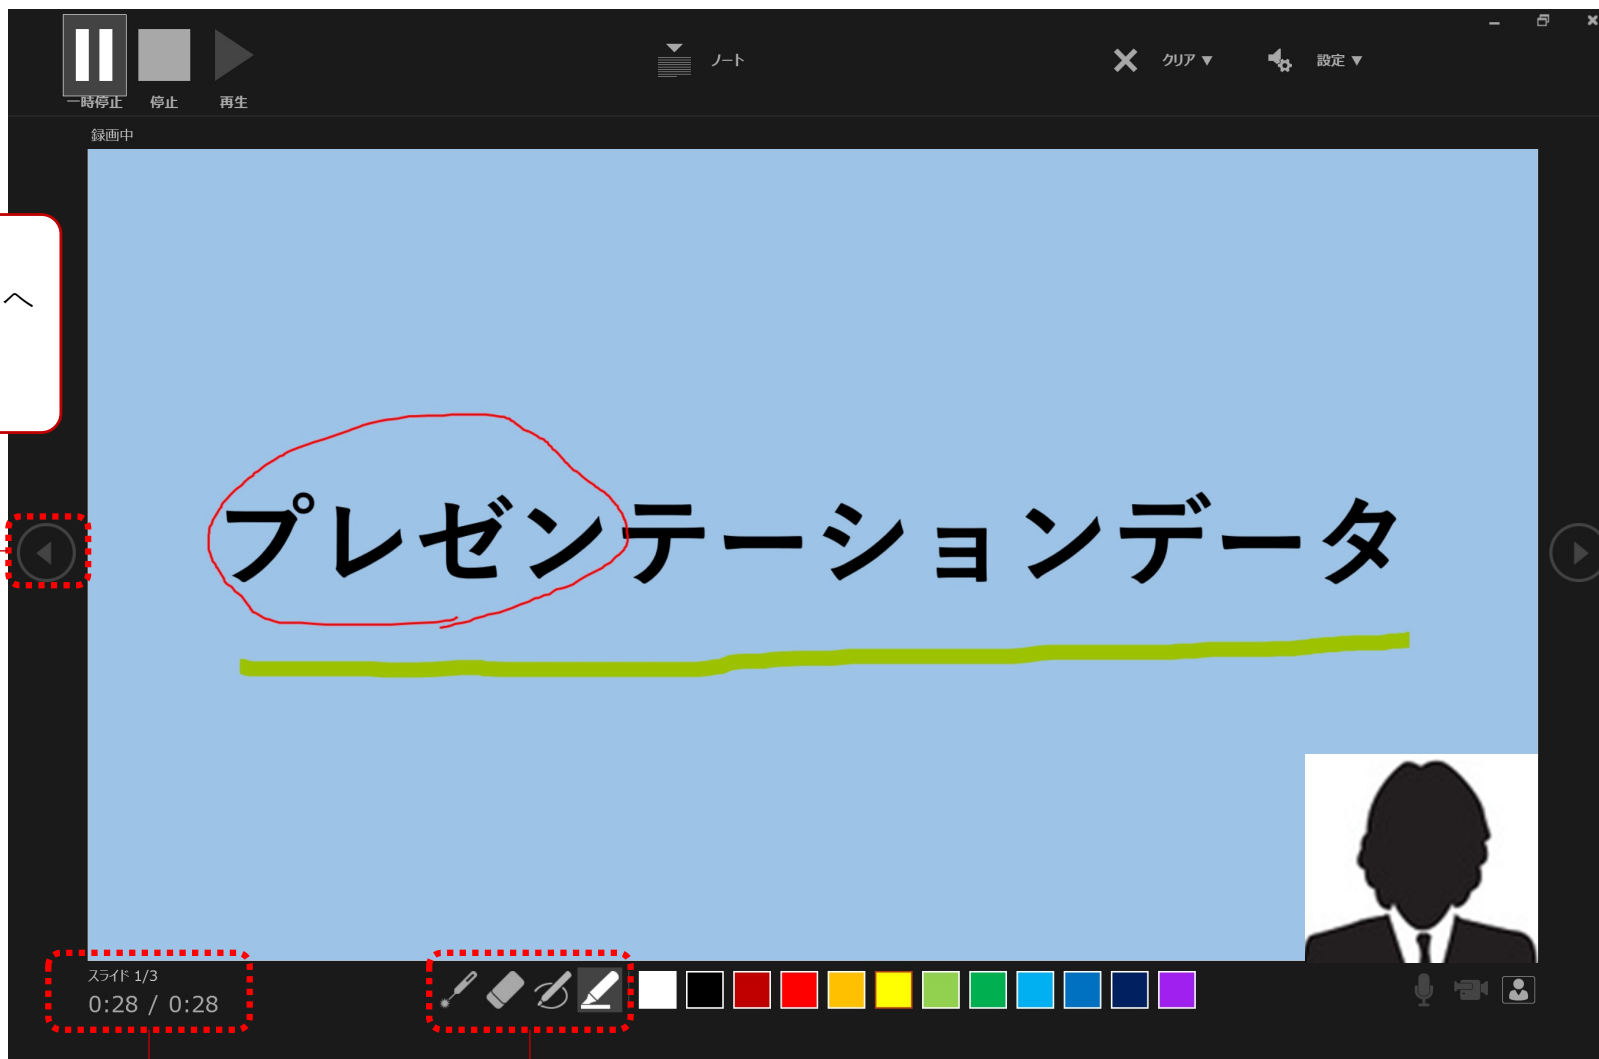 一時停止 停止 再生
ノート
クリア ▼
設定 ▼
録画中
へ
プレゼンテーションデータ
スライド 1/3
0:28 / 0:28